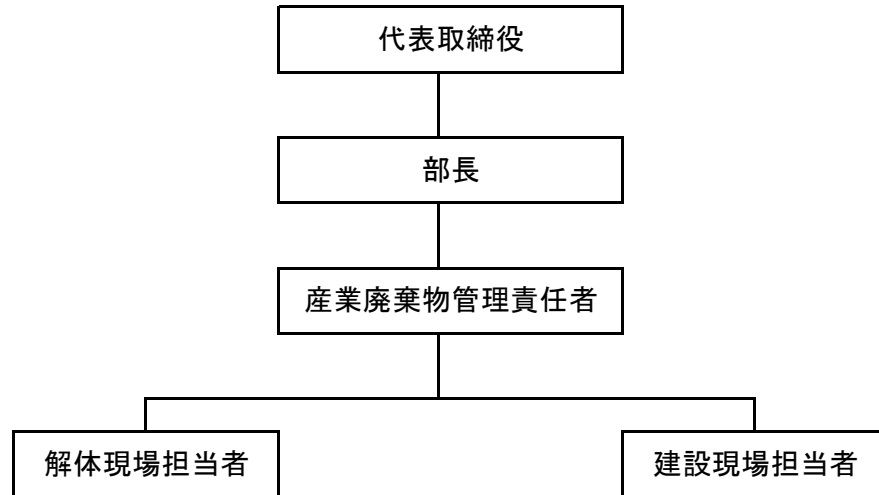 代表取締役
部長
産業廃棄物管理責任者
解体現場担当者
建設現場担当者